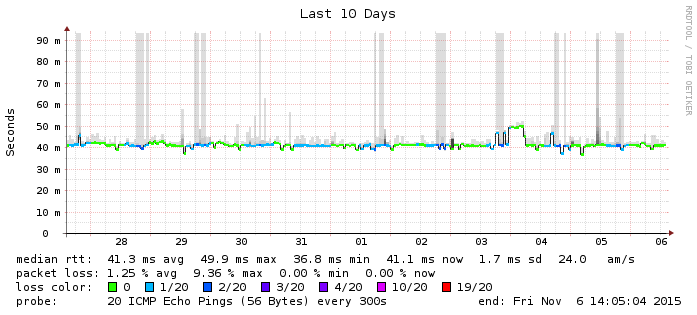 Last 10 Days
RRDTOOL / TOBI OETIKER
Seconds
90 m
80 m
70 m
60 m
50 m
40 m
30 m
20 m
10 m
0
28 29 30 31 01 02 03 04 05 06
median rtt: 41.3 ms avg 49.9 ms max 36.8 ms min 41.1 ms now 1.7 ms sd 24.0 am/s
packet loss: 1.25 % avg 9.36 % max 0.00 % min 0.00 % now
loss color: 0 1/20 2/20 3/20 4/20 10/20 19/20
probe: 20 ICMP Echo Pings (56 Bytes) every 300s end: Fri Nov 6 14:05:04 2015